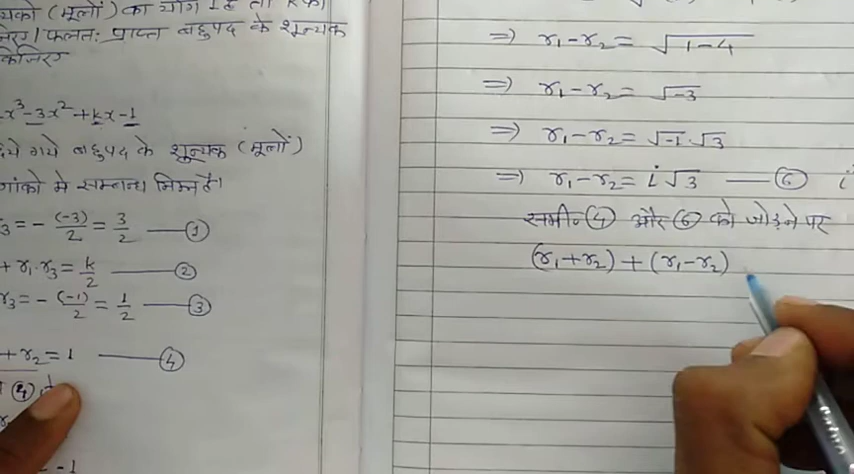 (मूलों) का योग 1 है तो
फलतः प्राप्त बहुपद के शून्यक
कीजिए
x³-3x²+kx-1
दिये गये बहुपद के शून्यक (मूलों)
गांको मे सम्बन्ध निम्न है।
3 = - (-3)/2 = 3/2 — ①
+ r₁.r₃ = k/2 — ②
r₃ = - (-1)/2 = 1/2 — ③
+ r₂ = 1 — ④
④
-1
⇒ r₁-r₂ = √1-4
⇒ r₁-r₂ = √-3
⇒ r₁-r₂ = √-1.√3
⇒ r₁-r₂ = i√3 — ⑥ i
समी० ④ और ⑥ को जोड़ने पर
(r₁+r₂) + (r₁-r₂)